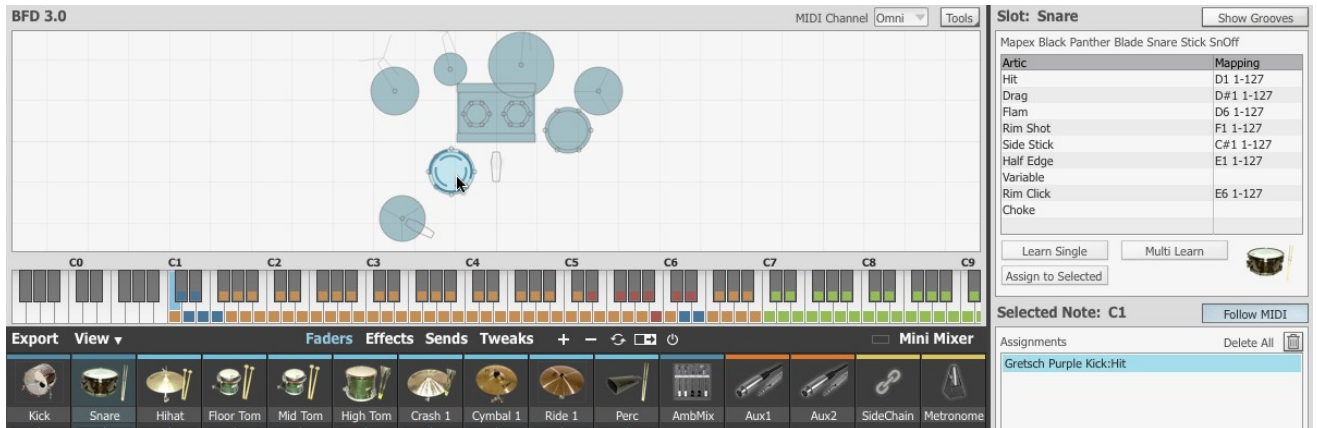 BFD 3.0
MIDI Channel Omni Tools
C0 C1 C2 C3 C4 C5 C6 C7 C8 C9
Export View Faders Effects Sends Tweaks + − Mini Mixer
Kick Snare Hihat Floor Tom Mid Tom High Tom Crash 1 Cymbal 1 Ride 1 Perc AmbMix Aux1 Aux2 SideChain Metronome
Slot: Snare Show Grooves
Mapex Black Panther Blade Snare Stick SnOff
Artic Mapping
Hit D1 1-127
Drag D#1 1-127
Flam D6 1-127
Rim Shot F1 1-127
Side Stick C#1 1-127
Half Edge E1 1-127
Variable
Rim Click E6 1-127
Choke
Learn Single Multi Learn
Assign to Selected
Selected Note: C1 Follow MIDI
Assignments Delete All
Gretsch Purple Kick:Hit